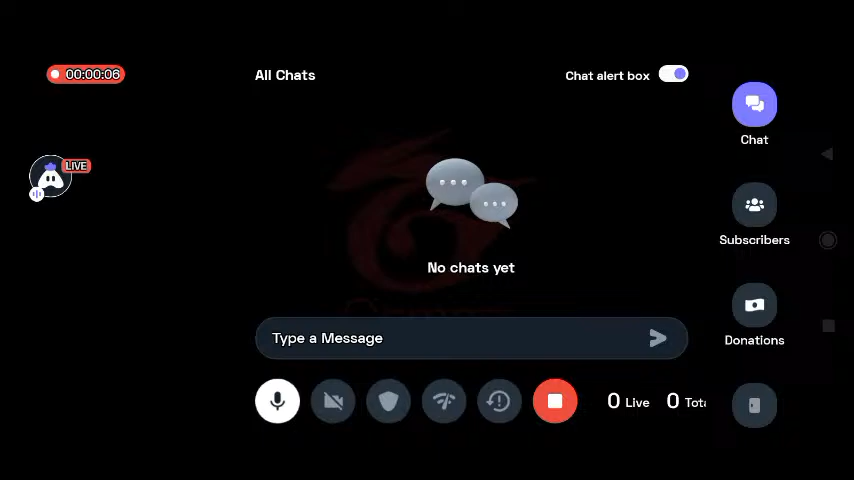 00:00:06
All Chats
Chat alert box
Chat
LIVE
Subscribers
No chats yet
Donations
Type a Message
0 Live 0 Tota